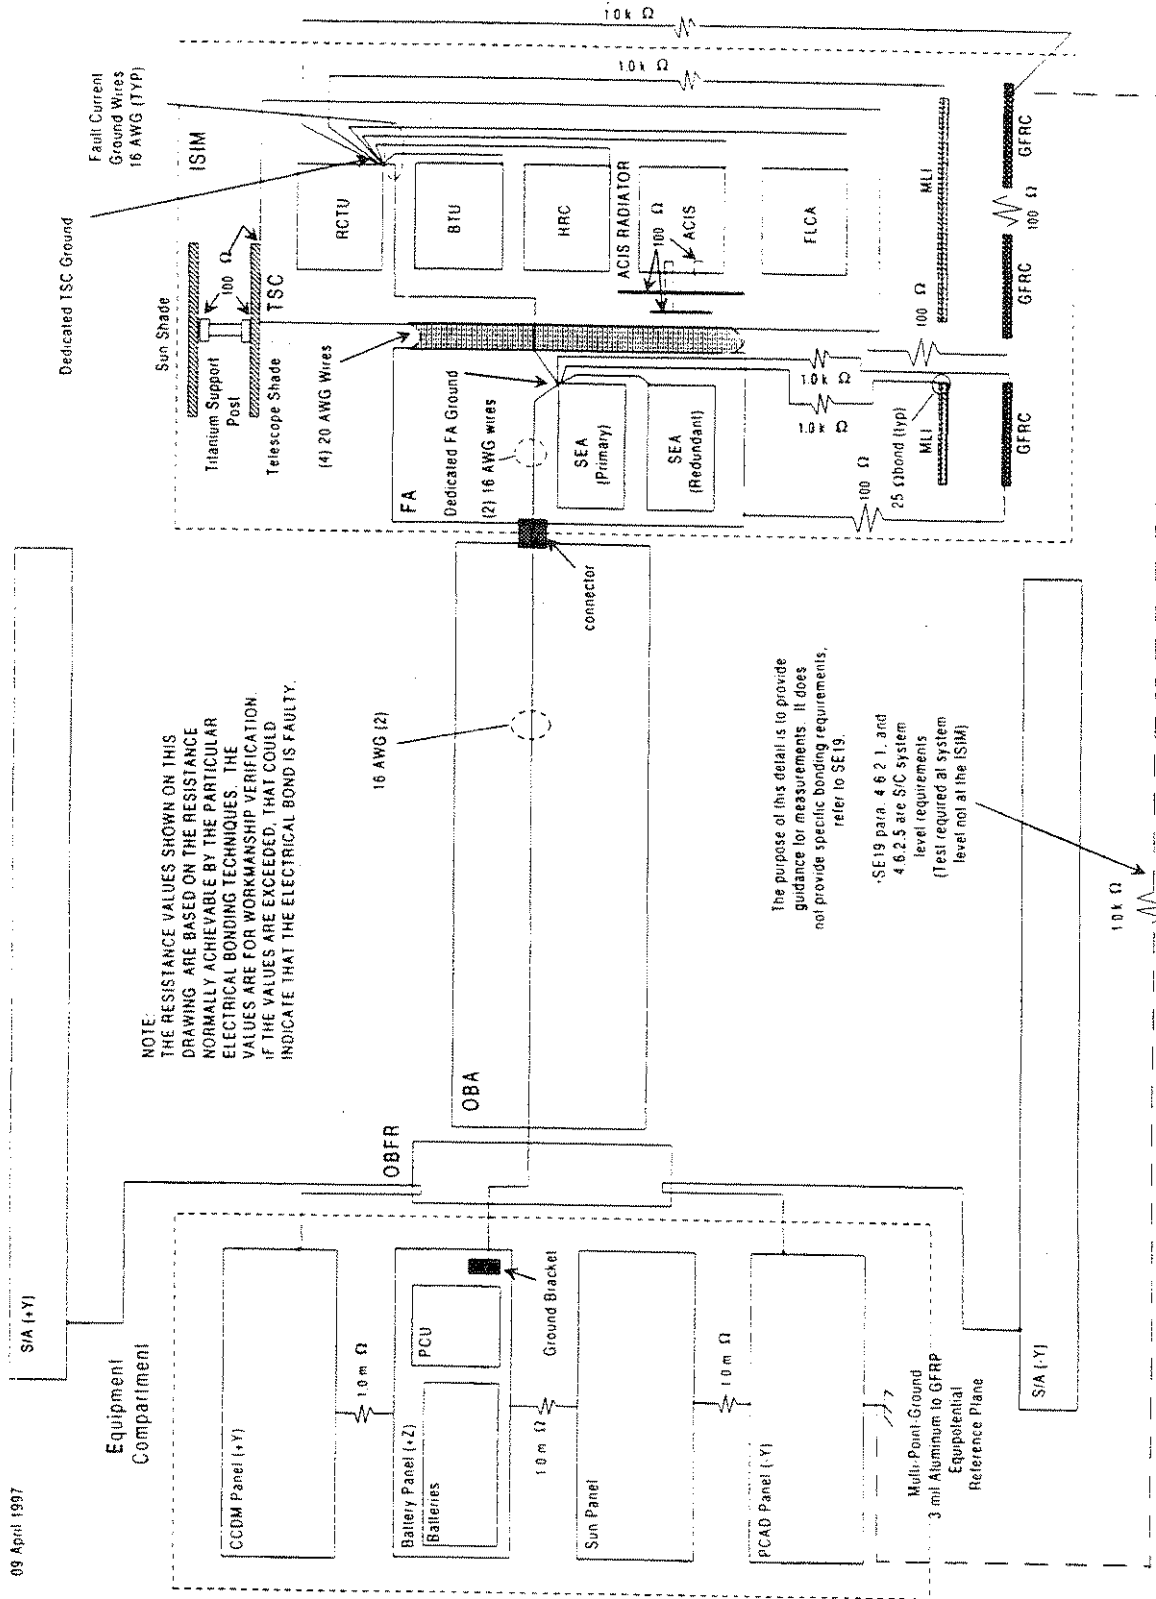 09 April 1997
S/A (+Y)
Equipment
Compartment
CCDM Panel (+Y)
1.0 m Ω
Battery Panel (+Z)
Batteries
PCU
Ground Bracket
1.0 m Ω
Sun Panel
1.0 m Ω
PCAD Panel (-Y)
Multi-Point-Ground
3 mil Aluminum to GFRP
Equipotential
Reference Plane
S/A (-Y)
OBFR
OBA
NOTE:
THE RESISTANCE VALUES SHOWN ON THIS
DRAWING ARE BASED ON THE RESISTANCE
NORMALLY ACHIEVABLE BY THE PARTICULAR
ELECTRICAL BONDING TECHNIQUES. THE
VALUES ARE FOR WORKMANSHIP VERIFICATION.
IF THE VALUES ARE EXCEEDED, THAT COULD
INDICATE THAT THE ELECTRICAL BOND IS FAULTY.
16 AWG (2)
connector
The purpose of this detail is to provide
guidance for measurements. It does
not provide specific bonding requirements,
refer to SE19.
*SE19 para. 4.6.2.1. and
4.6.2.5 are S/C system
level requirements
(Test required at system
level not at the ISIM)
10 k Ω
Dedicated TSC Ground
Fault Current
Ground Wires
16 AWG (TYP)
ISIM
Sun Shade
100 Ω
Titanium Support
Post
Telescope Shade
TSC
(4) 20 AWG Wires
FA
Dedicated FA Ground
(2) 16 AWG wires
SEA
(Primary)
SEA
(Redundant)
RCTU
BTU
HRC
ACIS RADIATOR
100 Ω
ACIS
FLCA
10 k Ω
1.0 k Ω
1.0 k Ω
1.0 k Ω
100 Ω
100 Ω
25 Ω bond (typ)
MLI
MLI
GFRC
GFRC
100 Ω
GFRC